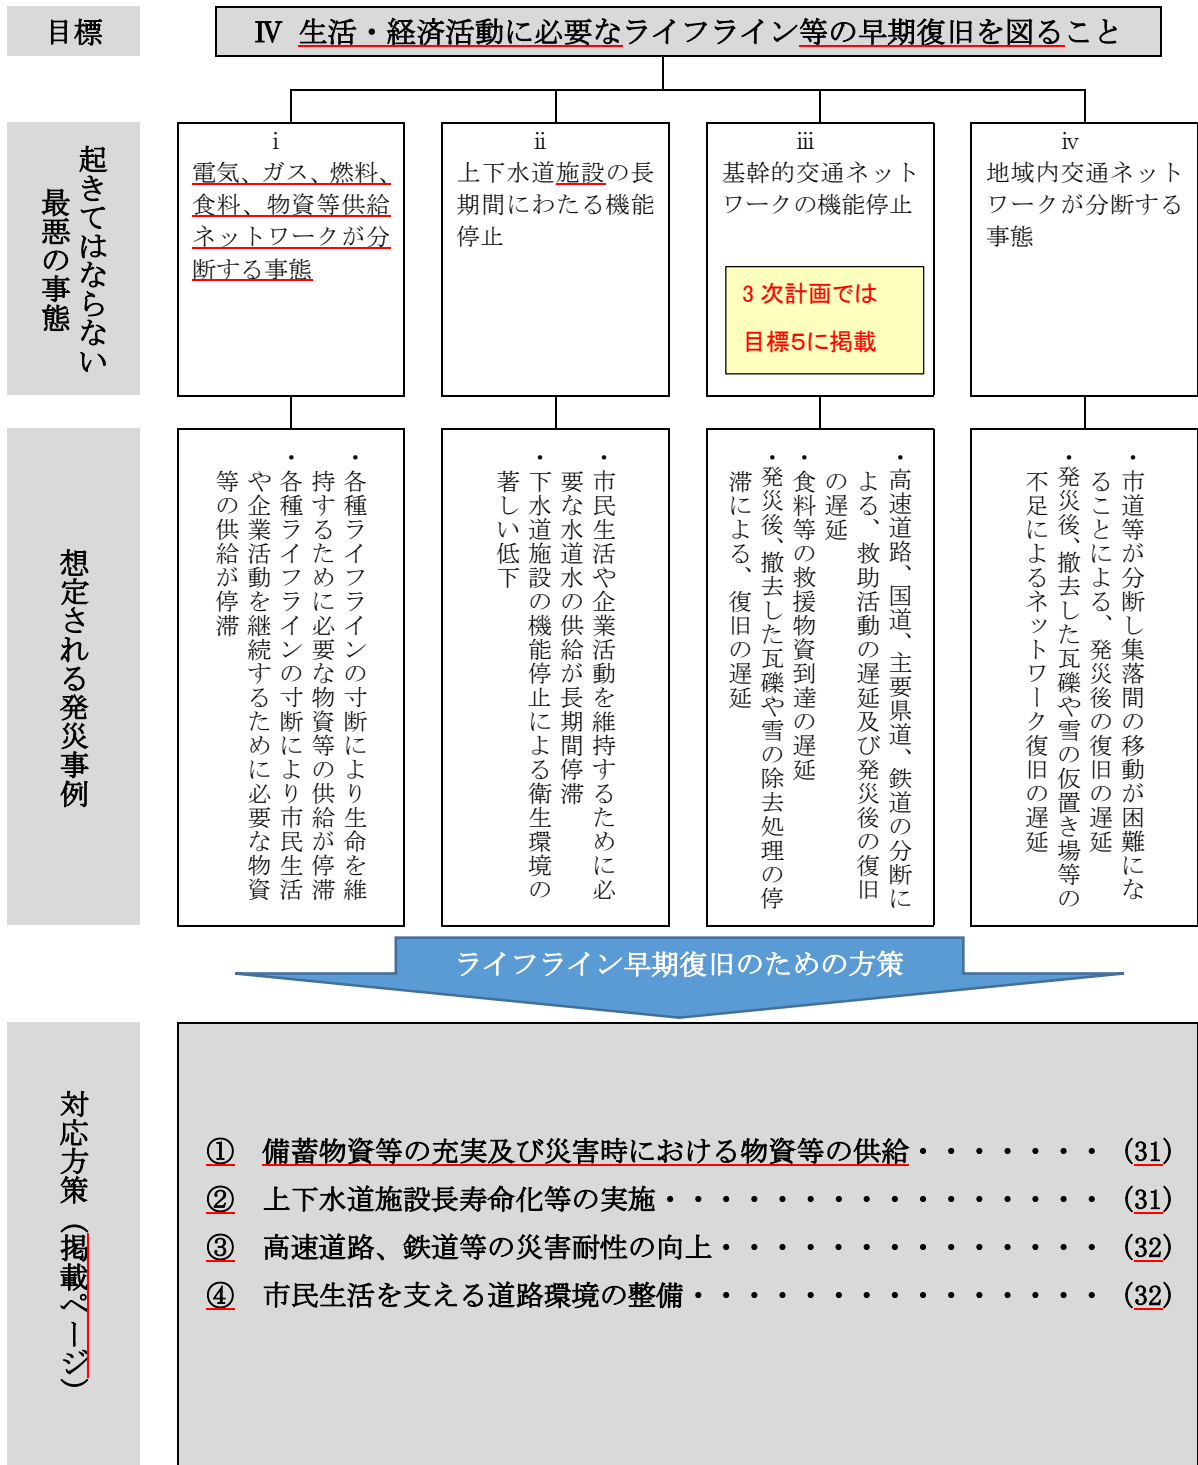 目標
Ⅳ 生活・経済活動に必要なライフライン等の早期復旧を図ること
起きてはならない
最悪の事態
ⅰ
電気、ガス、燃料、
食料、物資等供給
ネットワークが分
断する事態
ⅱ
上下水道施設の長
期間にわたる機能
停止
ⅲ
基幹的交通ネット
ワークの機能停止
3 次計画では
目標5に掲載
ⅳ
地域内交通ネット
ワークが分断する
事態
想定される発災事例
・各種ライフラインの寸断により生命を維
持するために必要な物資等の供給が停滞
・各種ライフラインの寸断により市民生活
や企業活動を継続するために必要な物資
等の供給が停滞
・市民生活や企業活動を維持するために必
要な水道水の供給が長期間停滞
・下水道施設の機能停止による衛生環境の
著しい低下
・高速道路、国道、主要県道、鉄道の分断に
よる、救助活動の遅延及び発災後の復旧
の遅延
・食料等の救援物資到達の遅延
・発災後、撤去した瓦礫や雪の除去処理の停
滞による、復旧の遅延
・市道等が分断し集落間の移動が困難にな
ることによる、発災後の復旧の遅延
・発災後、撤去した瓦礫や雪の仮置き場等の
不足によるネットワーク復旧の遅延
ライフライン早期復旧のための方策
対応方策（掲載ページ）
① 備蓄物資等の充実及び災害時における物資等の供給・・・・・・・（31）
② 上下水道施設長寿命化等の実施・・・・・・・・・・・・・・・・（31）
③ 高速道路、鉄道等の災害耐性の向上・・・・・・・・・・・・・・（32）
④ 市民生活を支える道路環境の整備・・・・・・・・・・・・・・・（32）